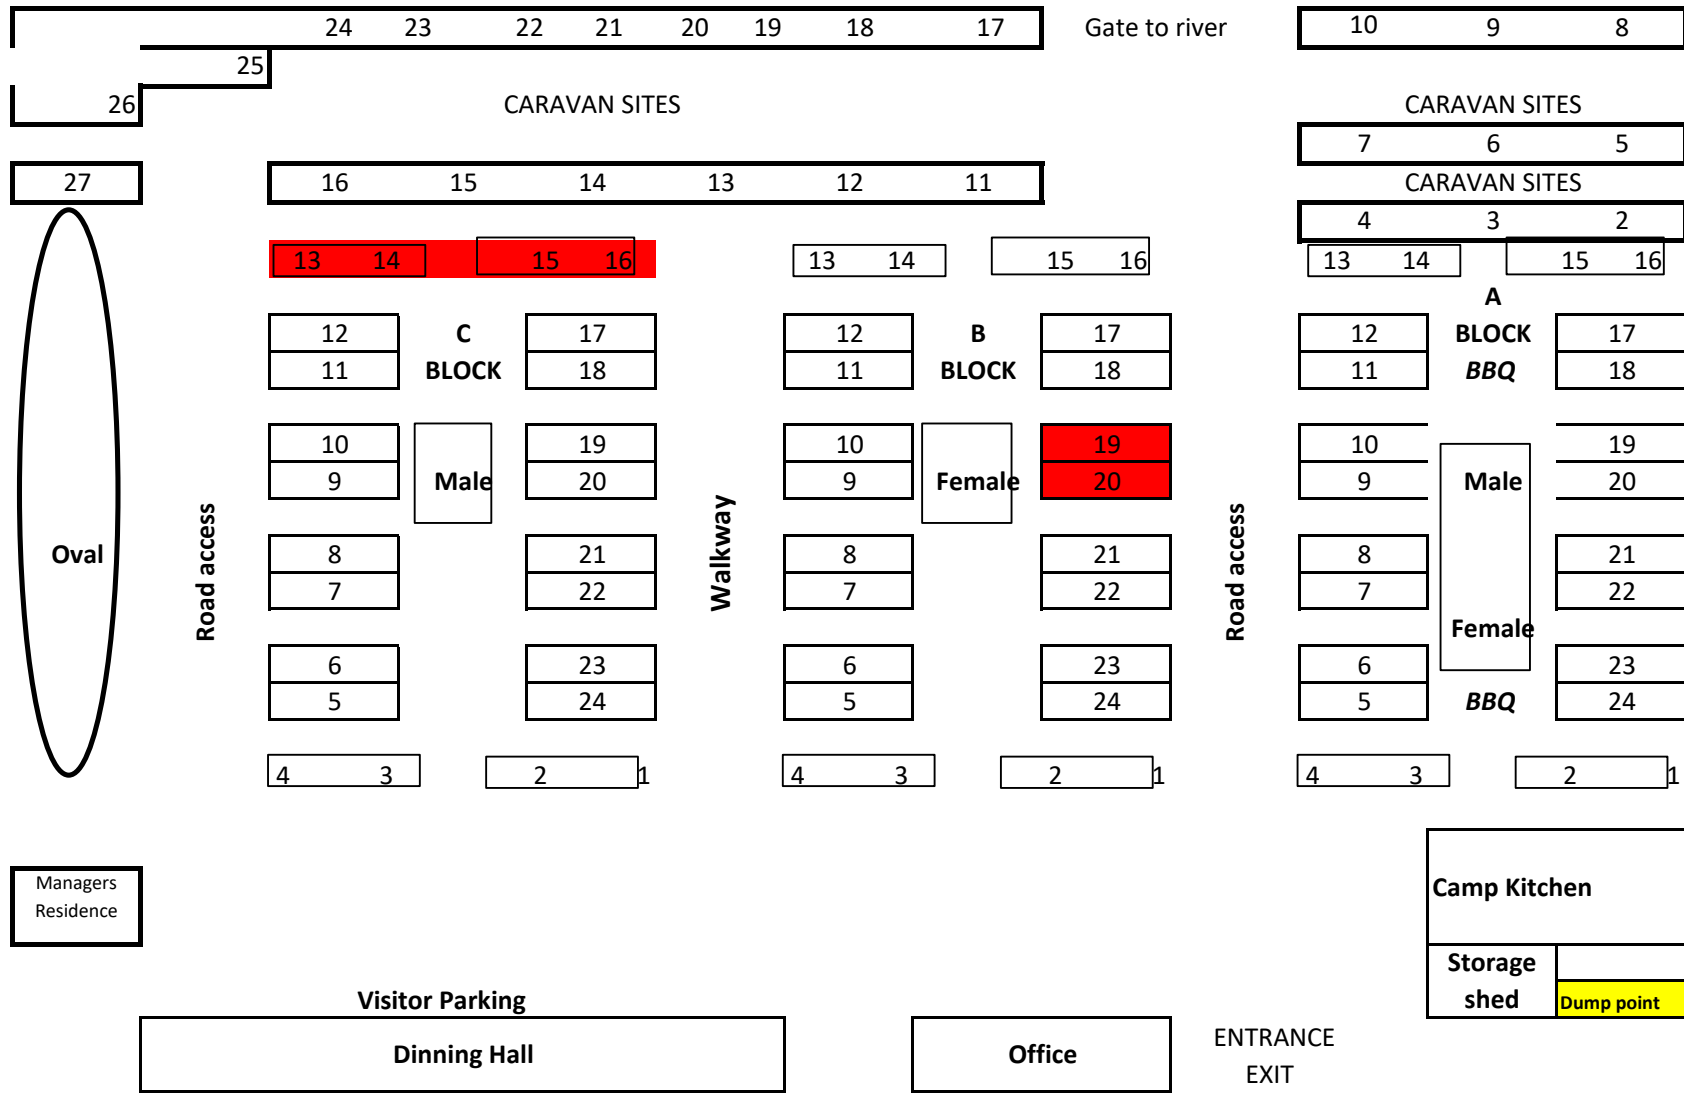 24 23 22 21 20 19 18 17 Gate to river 10 9 8
25
26 CARAVAN SITES CARAVAN SITES
7 6 5
27 16 15 14 13 12 11 CARAVAN SITES
4 3 2
13 14 15 16 13 14 15 16 13 14 15 16
A
12 C 17 12 B 17 12 BLOCK 17
11 BLOCK 18 11 BLOCK 18 11 BBQ 18
10 19 10 19 10 19
9 Male 20 9 Female 20 9 Male 20
Road access
Walkway
Road access
Oval 8 21 8 21 8 21
7 22 7 22 7 22
Female
6 23 6 23 6 23
5 24 5 24 5 BBQ 24
4 3 2 1 4 3 2 1 4 3 2 1
Managers
Residence
Camp Kitchen
Storage
shed
Dump point
Visitor Parking
Dinning Hall
Office
ENTRANCE
EXIT